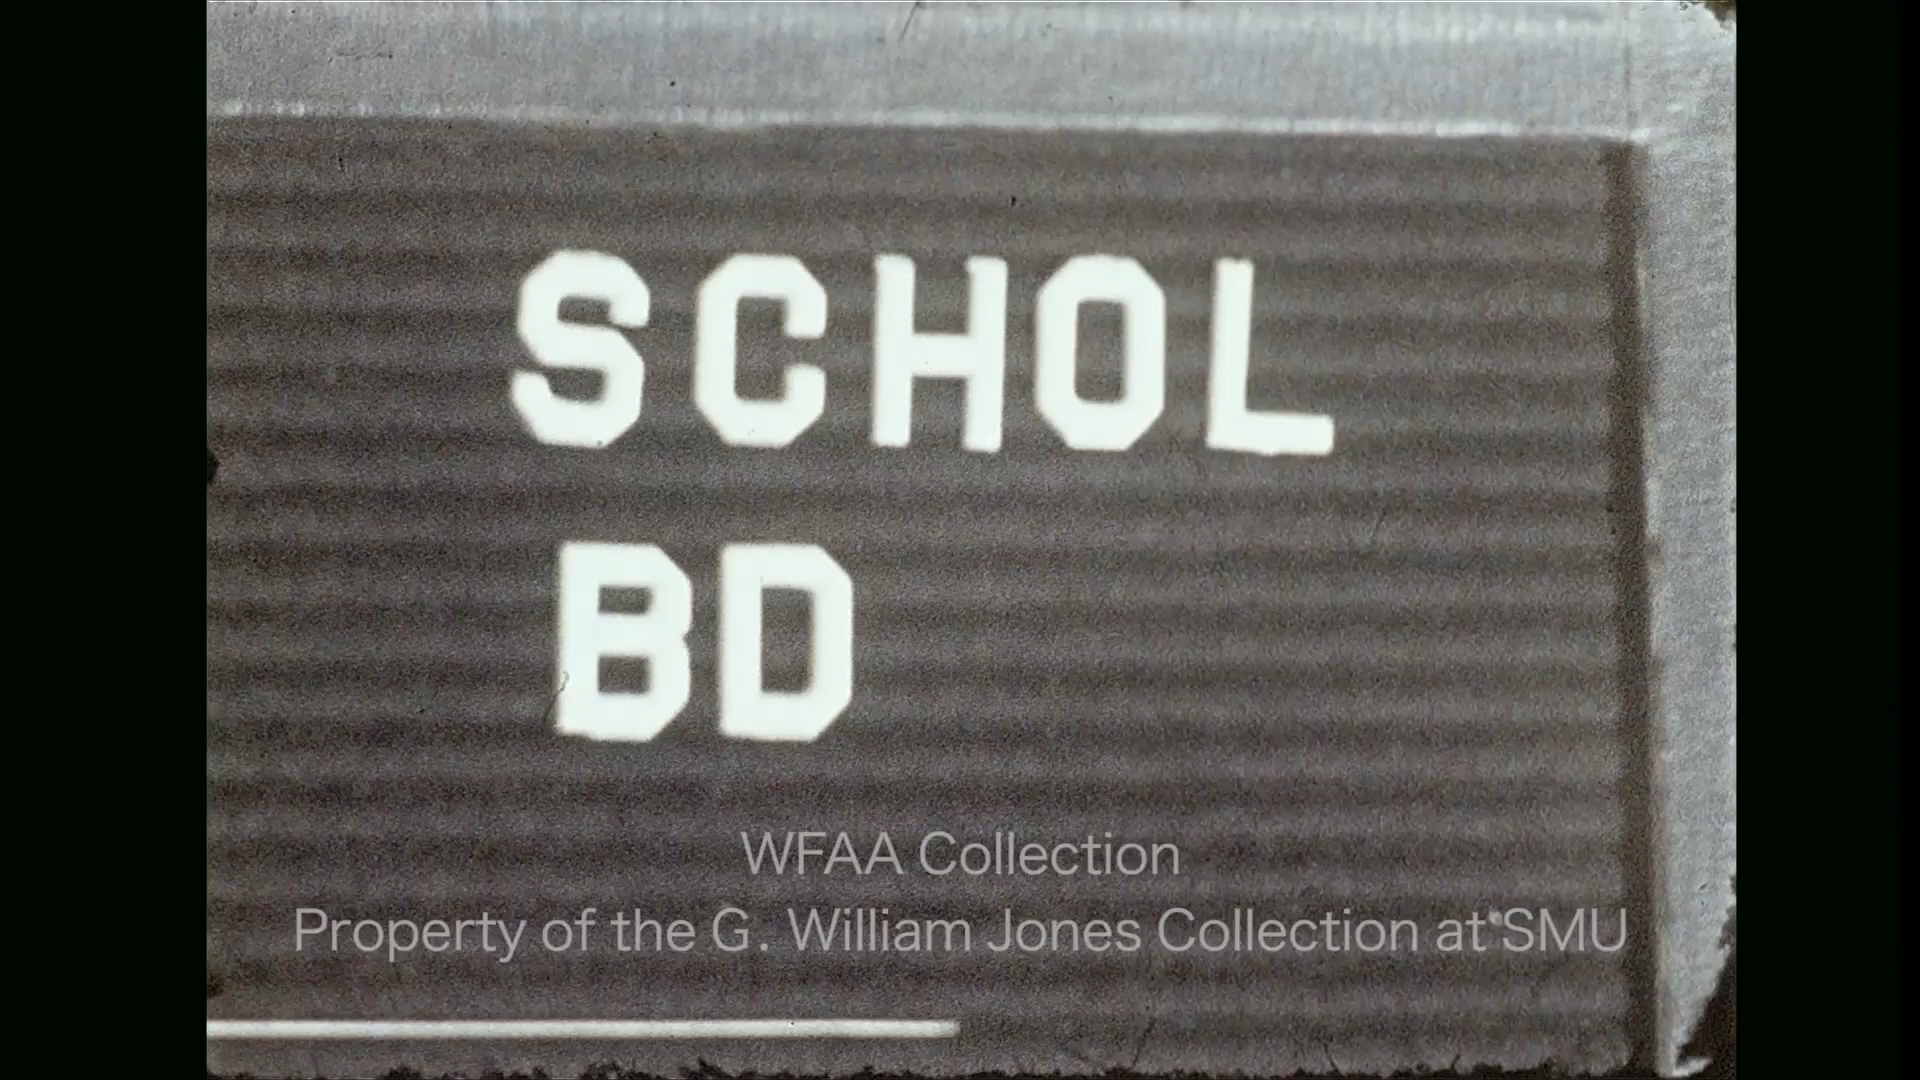 SCHOL
BD
WFAA Collection
Property of the G. William Jones Collection at SMU